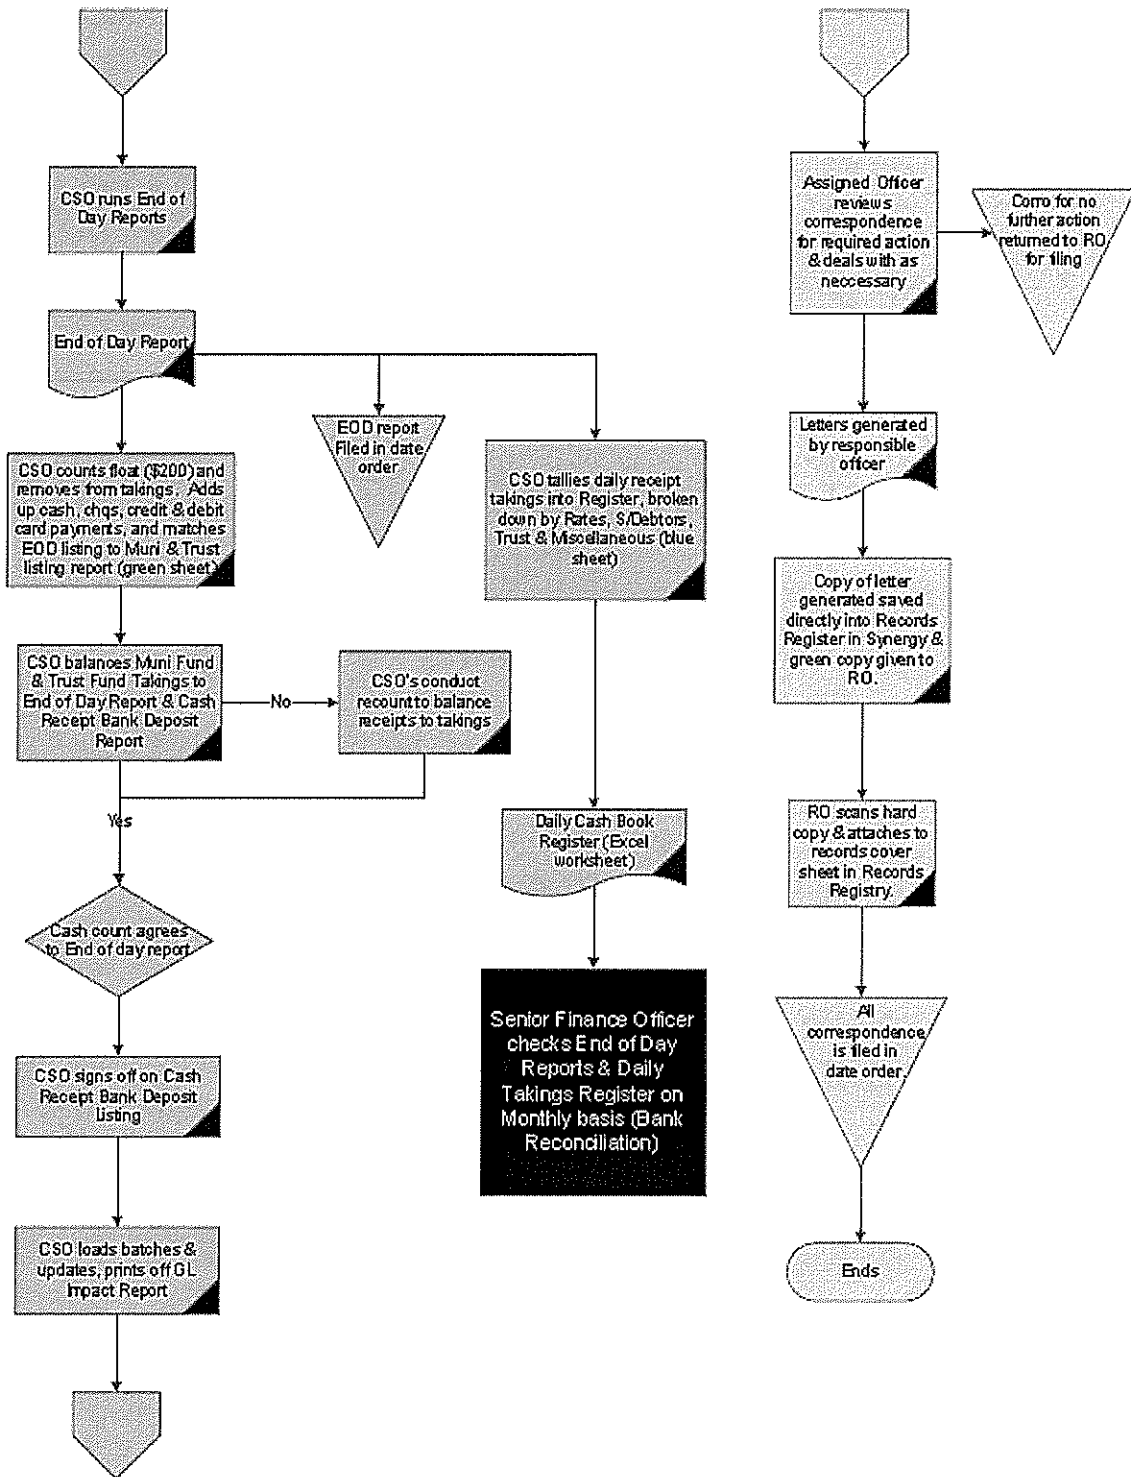 CSO runs End of
Day Reports
End of Day Report
CSO counts float ($200) and
removes from takings. Adds
up cash, chqs, credit & debit
card payments, and matches
EOD listing to Muni & Trust
listing report (green sheet)
CSO balances Muni Fund
& Trust Fund Takings to
End of Day Report & Cash
Receipt Bank Deposit
Report
No
CSO's conduct
recount to balance
receipts to takings
Yes
Cash count agrees
to End of day report
CSO signs off on Cash
Receipt Bank Deposit
listing
CSO loads batches &
updates, prints off GL
Impact Report
EOD report
Filed in date
order
CSO tallies daily receipt
takings into Register, broken
down by Rates, S/Debtors,
Trust & Miscellaneous (blue
sheet)
Daily Cash Book
Register (Excel
worksheet)
Senior Finance Officer
checks End of Day
Reports & Daily
Takings Register on
Monthly basis (Bank
Reconciliation)
Assigned Officer
reviews
correspondence
for required action
& deals with as
neccessary
Corro for no
further action
returned to RO
for filing
Letters generated
by responsible
officer
Copy of letter
generated saved
directly into Records
Register in Synergy &
green copy given to
RO.
RO scans hard
copy & attaches to
records cover
sheet in Records
Registry.
All
correspondence
is filed in
date order.
Ends